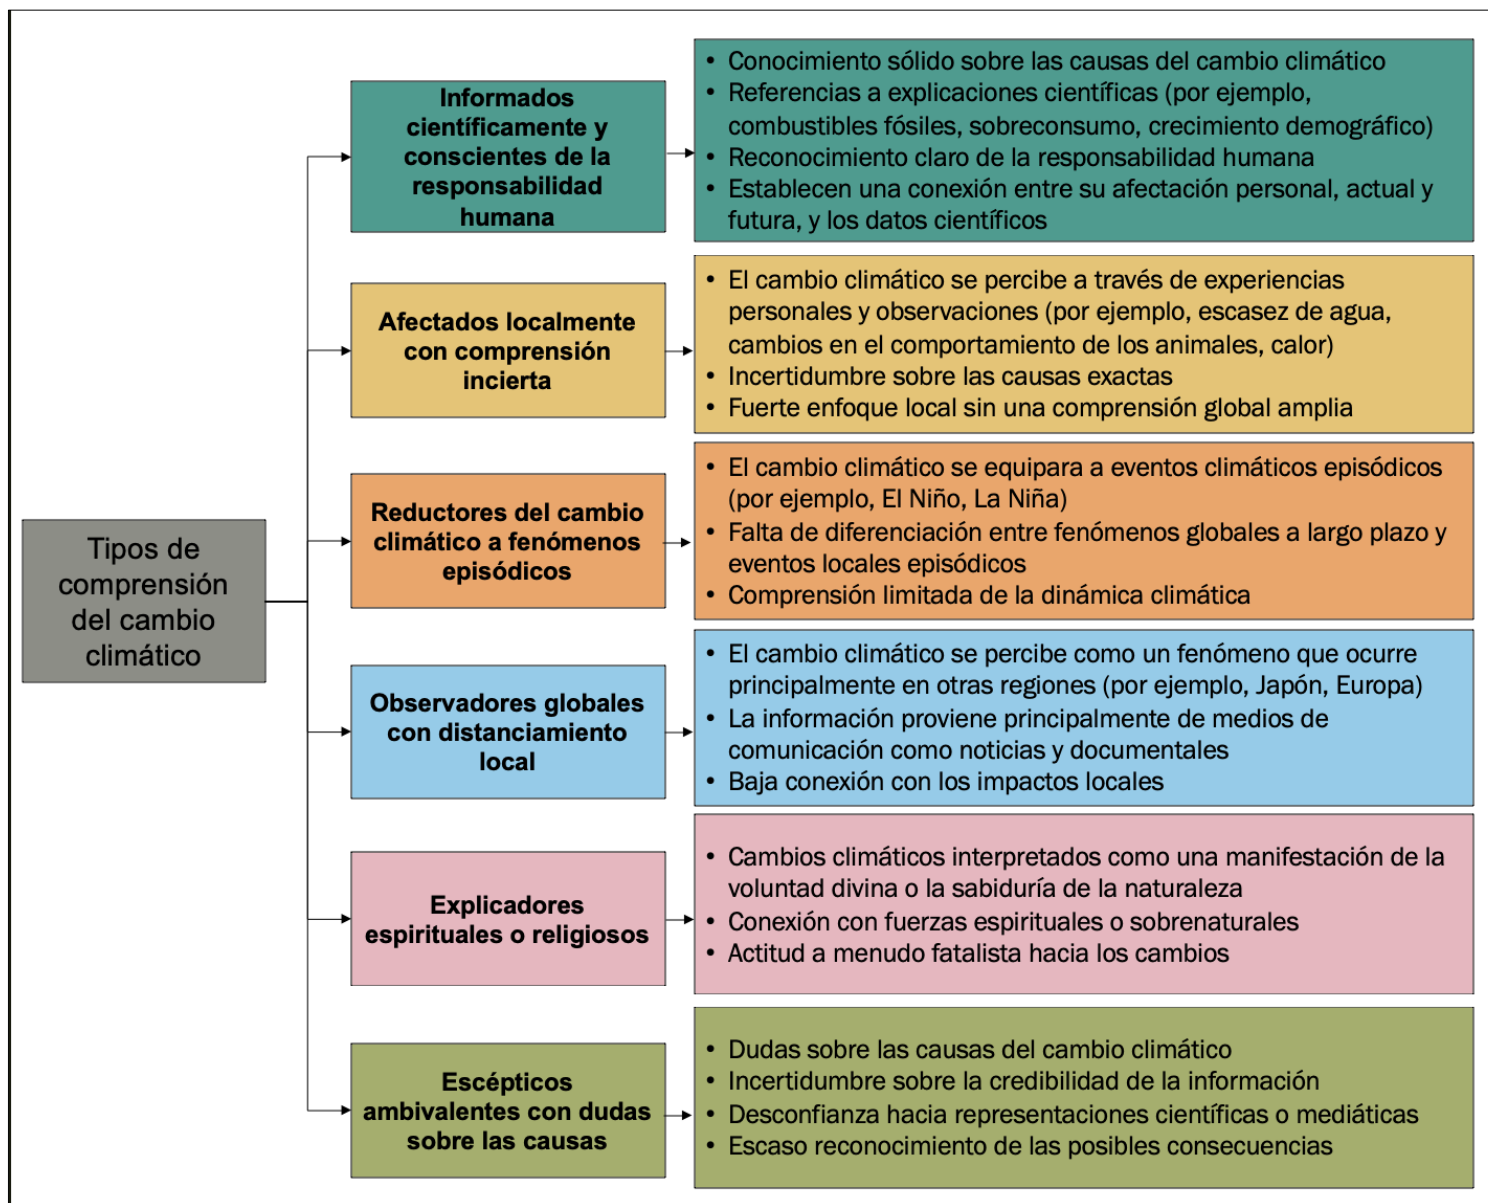 Tipos de
comprensión
del cambio
climático
Informados
científicamente y
conscientes de la
responsabilidad
humana
• Conocimiento sólido sobre las causas del cambio climático
• Referencias a explicaciones científicas (por ejemplo,
combustibles fósiles, sobreconsumo, crecimiento demográfico)
• Reconocimiento claro de la responsabilidad humana
• Establecen una conexión entre su afectación personal, actual y
futura, y los datos científicos
Afectados localmente
con comprensión
incierta
• El cambio climático se percibe a través de experiencias
personales y observaciones (por ejemplo, escasez de agua,
cambios en el comportamiento de los animales, calor)
• Incertidumbre sobre las causas exactas
• Fuerte enfoque local sin una comprensión global amplia
Reductores del cambio
climático a fenómenos
episódicos
• El cambio climático se equipara a eventos climáticos episódicos
(por ejemplo, El Niño, La Niña)
• Falta de diferenciación entre fenómenos globales a largo plazo y
eventos locales episódicos
• Comprensión limitada de la dinámica climática
Observadores globales
con distanciamiento
local
• El cambio climático se percibe como un fenómeno que ocurre
principalmente en otras regiones (por ejemplo, Japón, Europa)
• La información proviene principalmente de medios de
comunicación como noticias y documentales
• Baja conexión con los impactos locales
Explicadores
espirituales o religiosos
• Cambios climáticos interpretados como una manifestación de la
voluntad divina o la sabiduría de la naturaleza
• Conexión con fuerzas espirituales o sobrenaturales
• Actitud a menudo fatalista hacia los cambios
Escépticos
ambivalentes con dudas
sobre las causas
• Dudas sobre las causas del cambio climático
• Incertidumbre sobre la credibilidad de la información
• Desconfianza hacia representaciones científicas o mediáticas
• Escaso reconocimiento de las posibles consecuencias